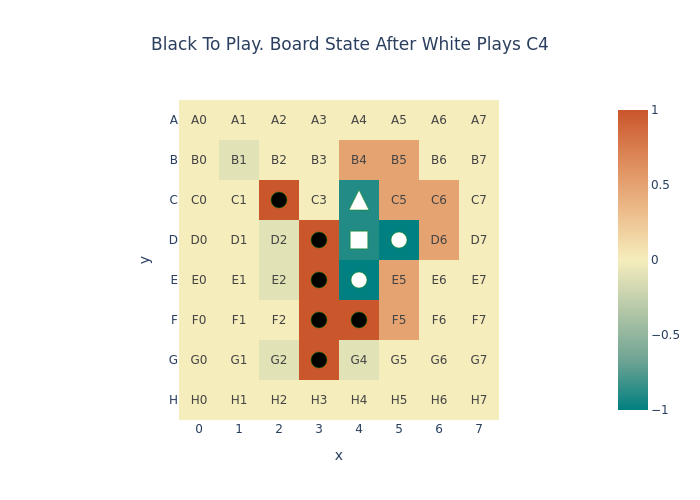 Black To Play. Board State After White Plays C4
A A0 A1 A2 A3 A4 A5 A6 A7
B B0 B1 B2 B3 B4 B5 B6 B7
C C0 C1 C3 C5 C6 C7
D D0 D1 D2 D6 D7
E E0 E1 E2 E5 E6 E7
F F0 F1 F2 F5 F6 F7
G G0 G1 G2 G4 G5 G6 G7
H H0 H1 H2 H3 H4 H5 H6 H7
0 1 2 3 4 5 6 7
x
y
1
0.5
0
−0.5
−1